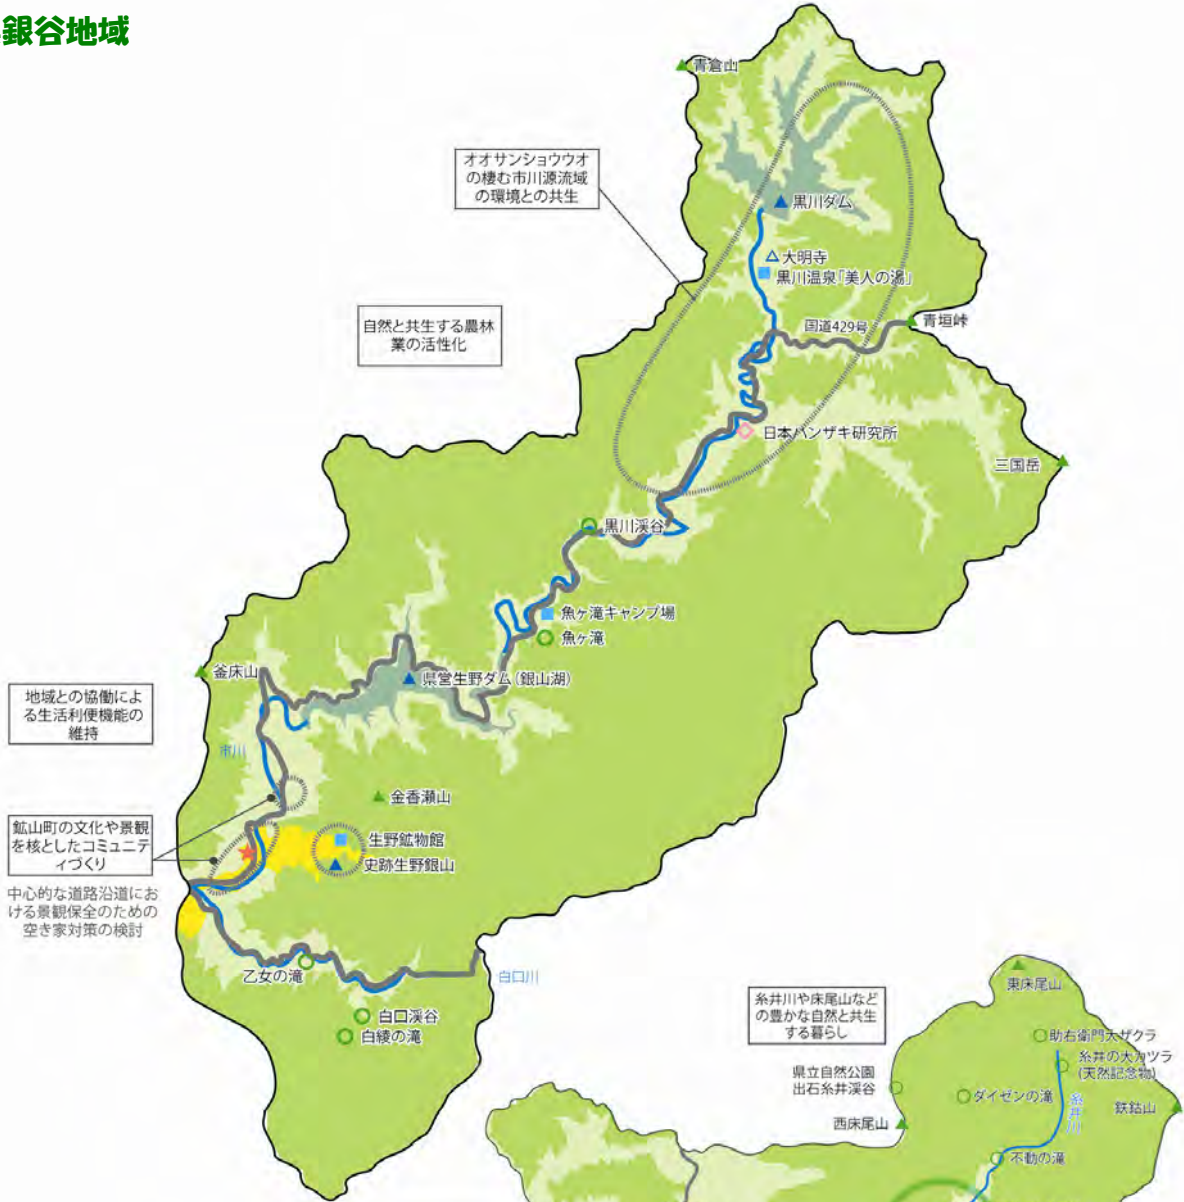 銀谷地域
青倉山
オオサンショウウオ
の棲む市川源流域
の環境との共生
黒川ダム
大明寺
黒川温泉「美人の湯」
自然と共生する農林
業の活性化
国道429号
青垣峠
日本ハンザキ研究所
三国岳
黒川渓谷
魚ヶ滝キャンプ場
魚ヶ滝
釜床山
県営生野ダム(銀山湖)
地域との協働によ
る生活利便機能の
維持
市川
金香瀬山
鉱山町の文化や景観
を核としたコミュニテ
ィづくり
生野鉱物館
史跡生野銀山
中心的な道路沿道にお
ける景観保全のための
空き家対策の検討
乙女の滝
白口川
白口渓谷
白綾の滝
東床尾山
糸井川や床尾山など
の豊かな自然と共生
する暮らし
助右衛門大ザクラ
糸井の大カツラ
(天然記念物)
県立自然公園
出石糸井渓谷
ダイゼンの滝
糸井川
鉄鈷山
西床尾山
不動の滝